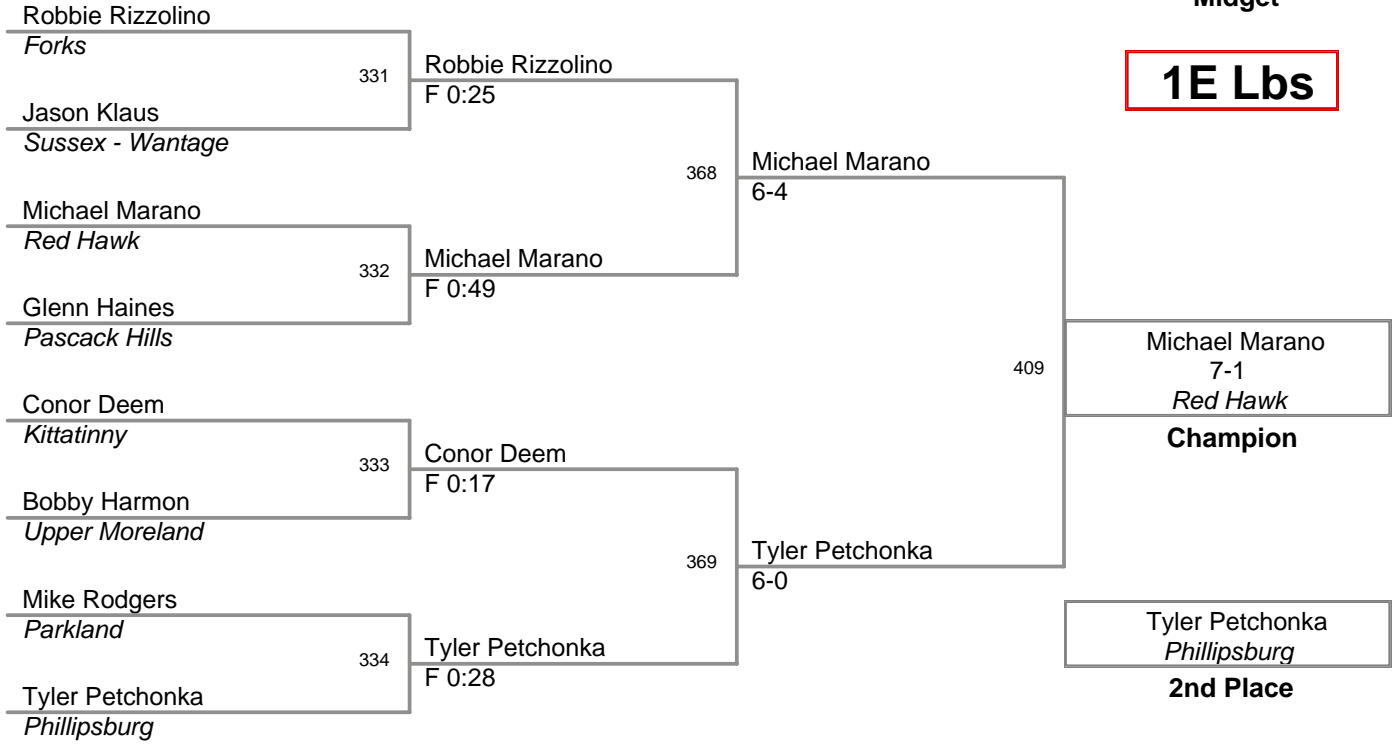 Midget
1E Lbs
Robbie Rizzolino
Forks
331
Jason Klaus
Sussex - Wantage
Robbie Rizzolino
F 0:25
Michael Marano
Red Hawk
332
Glenn Haines
Pascack Hills
Michael Marano
F 0:49
368
Michael Marano
6-4
Conor Deem
Kittatinny
333
Bobby Harmon
Upper Moreland
Conor Deem
F 0:17
Mike Rodgers
Parkland
334
Tyler Petchonka
Phillipsburg
Tyler Petchonka
F 0:28
369
Tyler Petchonka
6-0
409
Michael Marano
7-1
Red Hawk
Champion
Tyler Petchonka
Phillipsburg
2nd Place